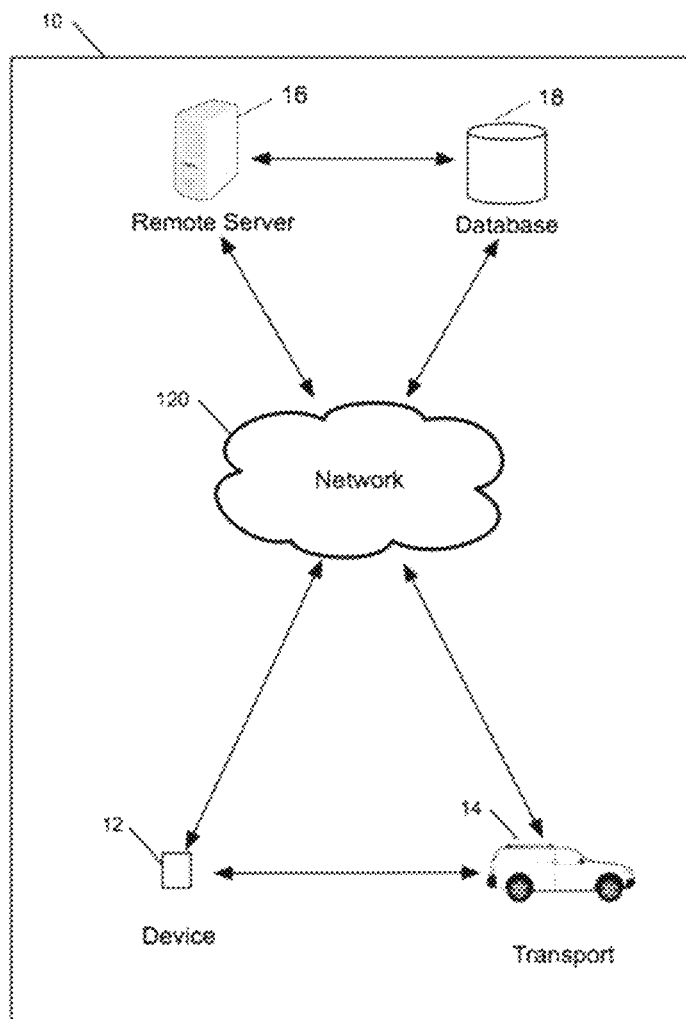 10
16
18
Remote Server
Database
120
Network
12
14
Device
Transport